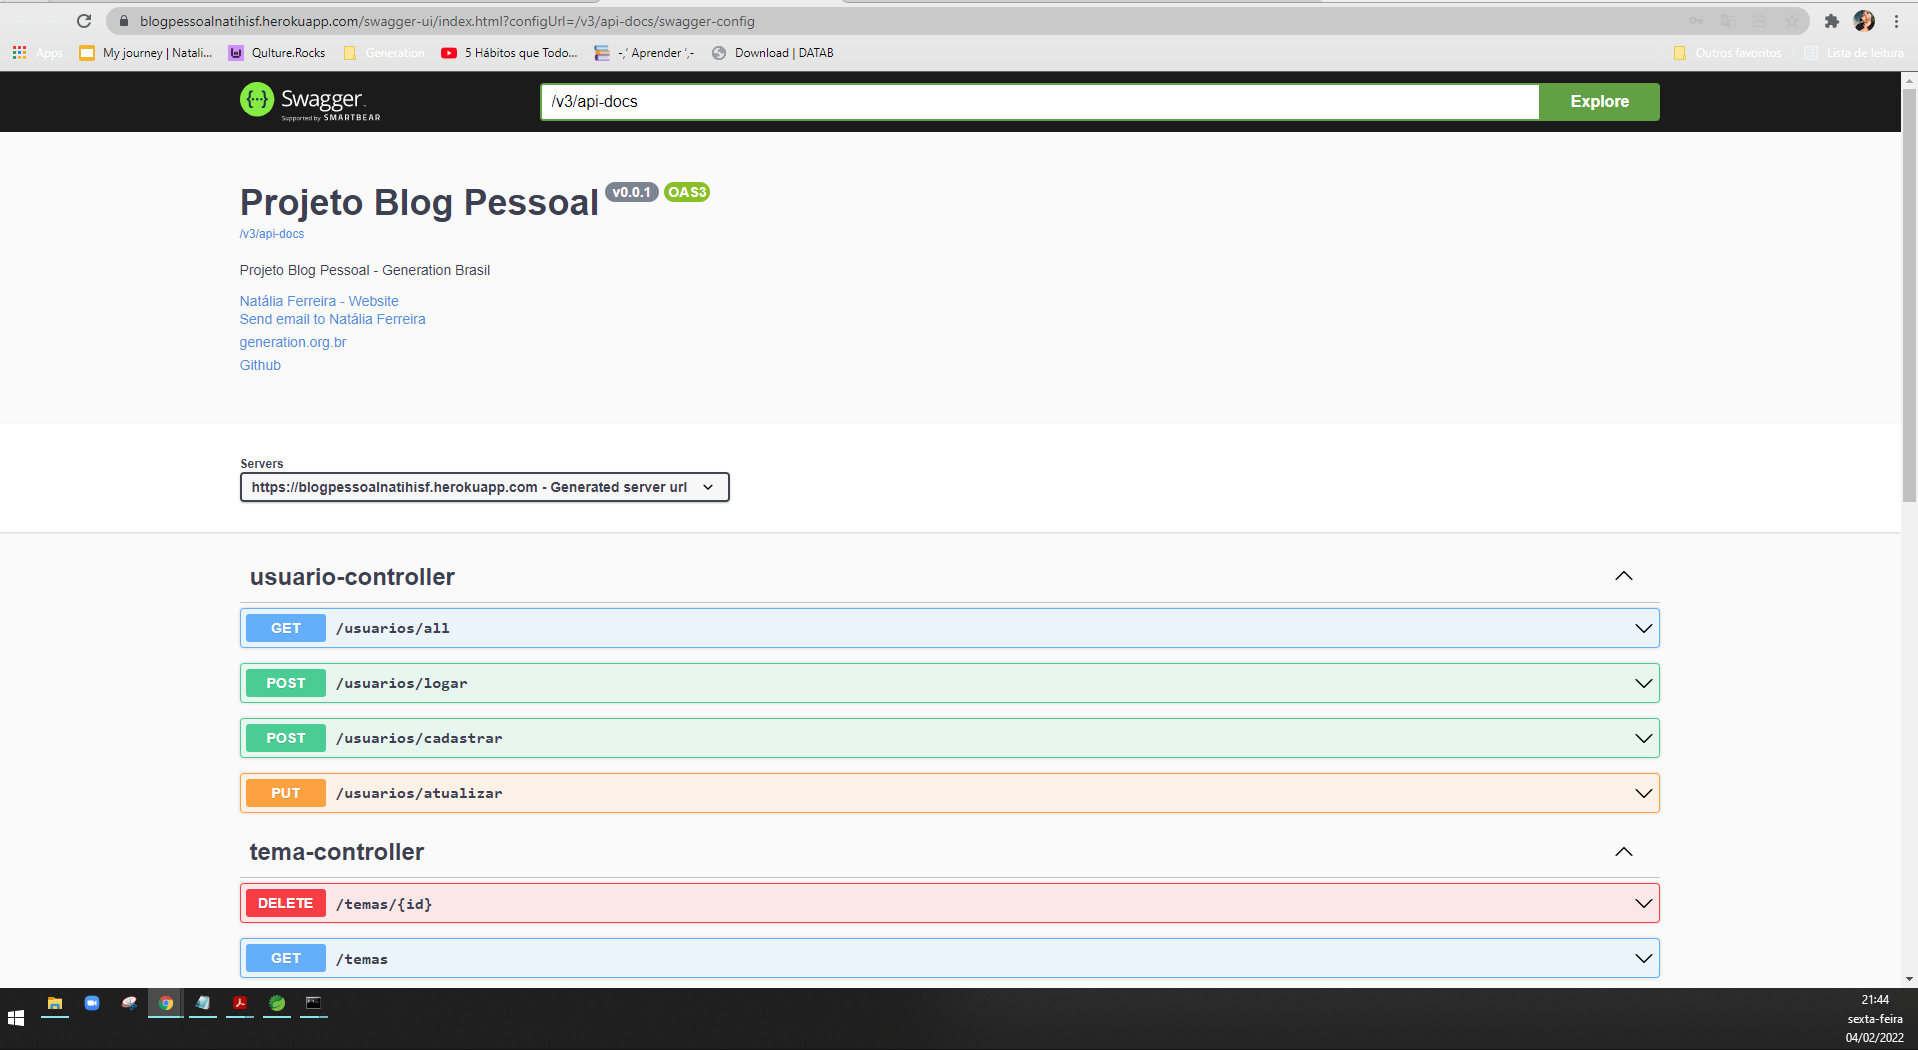 blogpessoalnatihisf.herokuapp.com/swagger-ui/index.html?configUrl=/v3/api-docs/swagger-config
Apps My journey | Natali... Qulture.Rocks Generation 5 Hábitos que Todo... -,' Aprender ',- Download | DATAB Outros favoritos Lista de leitura
Swagger.
Supported by SMARTBEAR
/v3/api-docs
Explore
Projeto Blog Pessoal v0.0.1 OAS3
/v3/api-docs
Projeto Blog Pessoal - Generation Brasil
Natália Ferreira - Website
Send email to Natália Ferreira
generation.org.br
Github
Servers
https://blogpessoalnatihisf.herokuapp.com - Generated server url
usuario-controller
GET /usuarios/all
POST /usuarios/logar
POST /usuarios/cadastrar
PUT /usuarios/atualizar
tema-controller
DELETE /temas/{id}
GET /temas
21:44
sexta-feira
04/02/2022